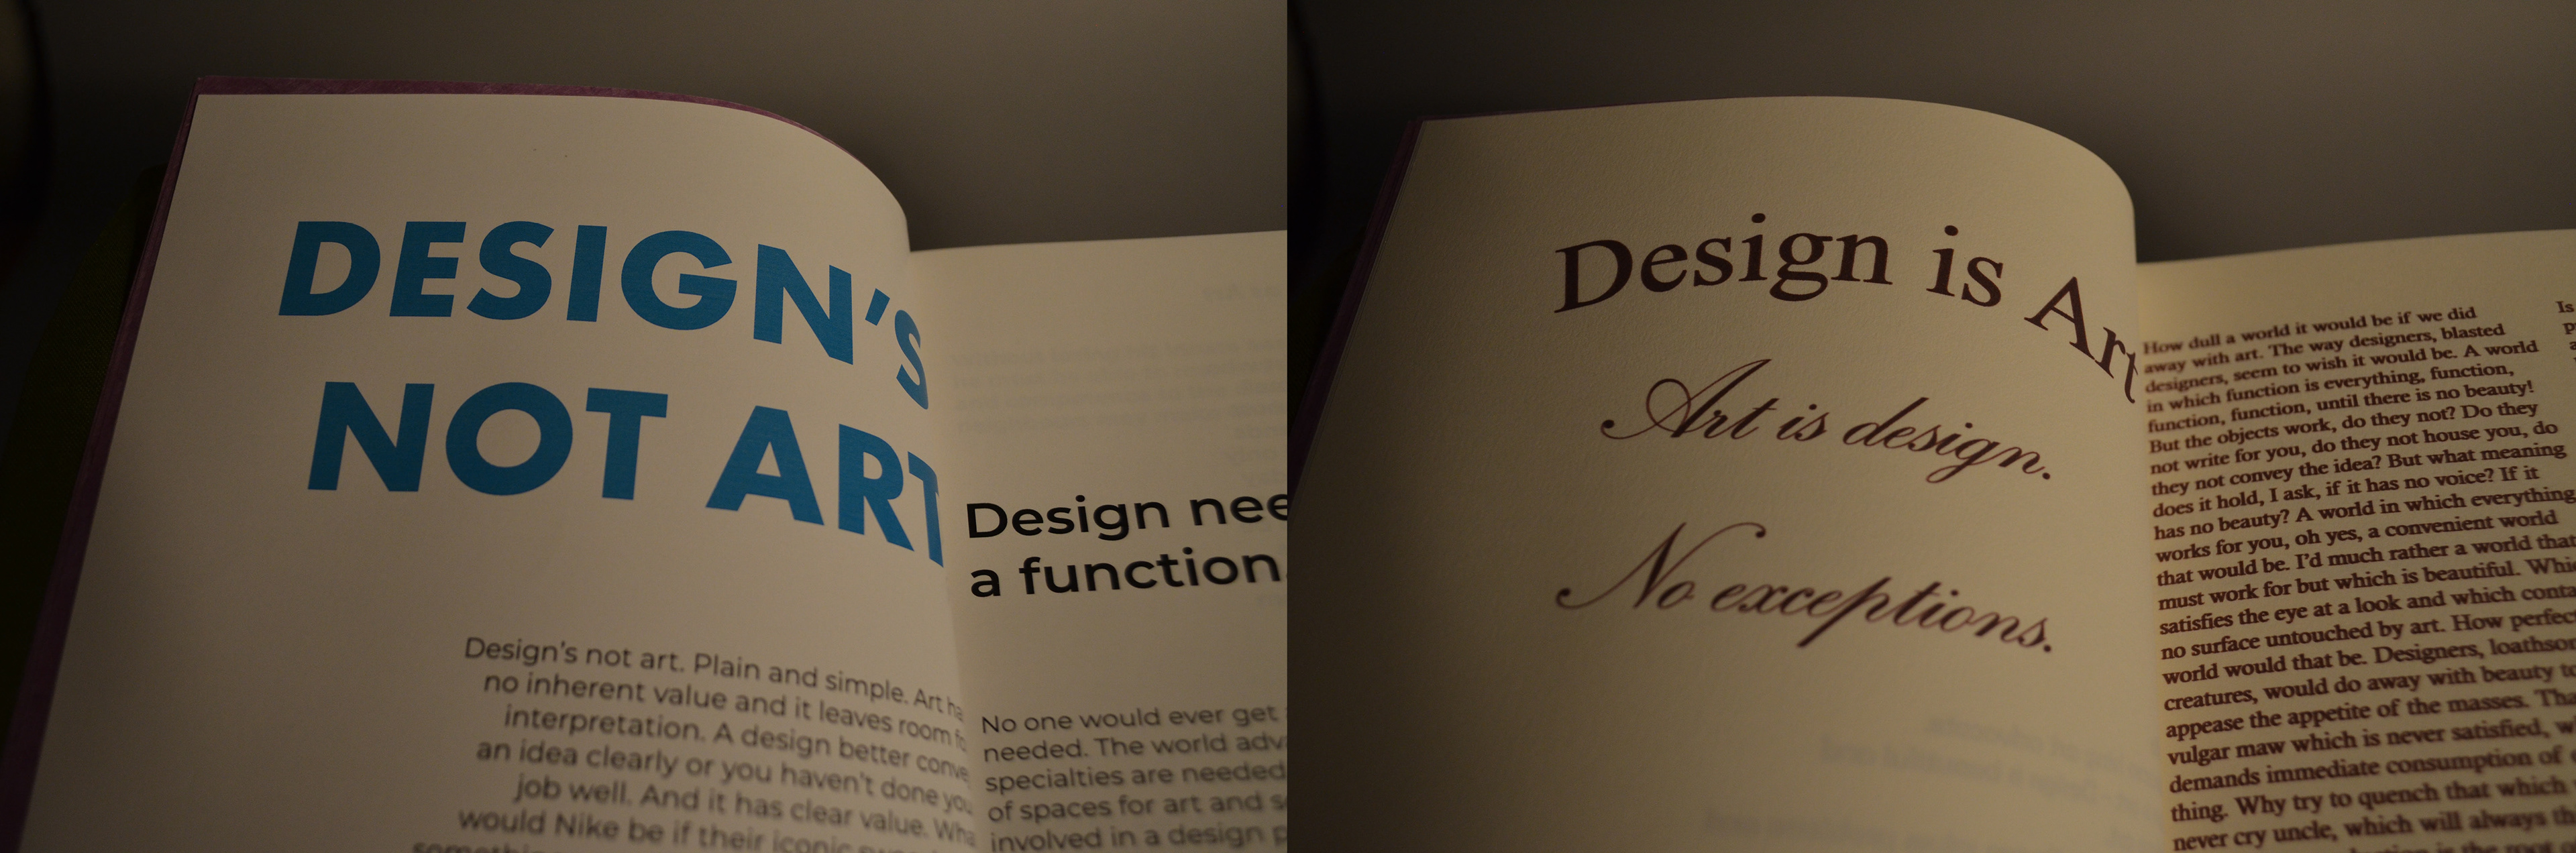 DESIGN'S
NOT ART
Design's not art. Plain and simple. Art
no inherent value and it leaves room
interpretation. A design better
an idea clearly or you haven't done
job well. And it has clear value.
would Nike be if their iconic
Design
a function
No one would ever get
needed. The world
specialties are needed
of spaces for art and
involved in a design
Design is Art
Art is design.
No exceptions.
How dull a world it would be if we did
away with art. The way designers, blasted
designers, seem to wish it would be. A world
in which function is everything, function,
function, function, until there is no beauty!
But the objects work, do they not? Do they
not write for you, do they not house you, do
they not convey the idea? But what meaning
does it hold, I ask, if it has no voice? If it
has no beauty? A world in which everything
works for you, oh yes, a convenient world
that would be. I'd much rather a world that
must work for but which is beautiful.
satisfies the eye at a look and which
no surface untouched by art. How
world would that be. Designers,
creatures, would do away with beauty
appease the appetite of the masses.
vulgar maw which is never satisfied,
demands immediate consumption of
thing. Why try to quench that which
never cry uncle, which will always
is the root
Is